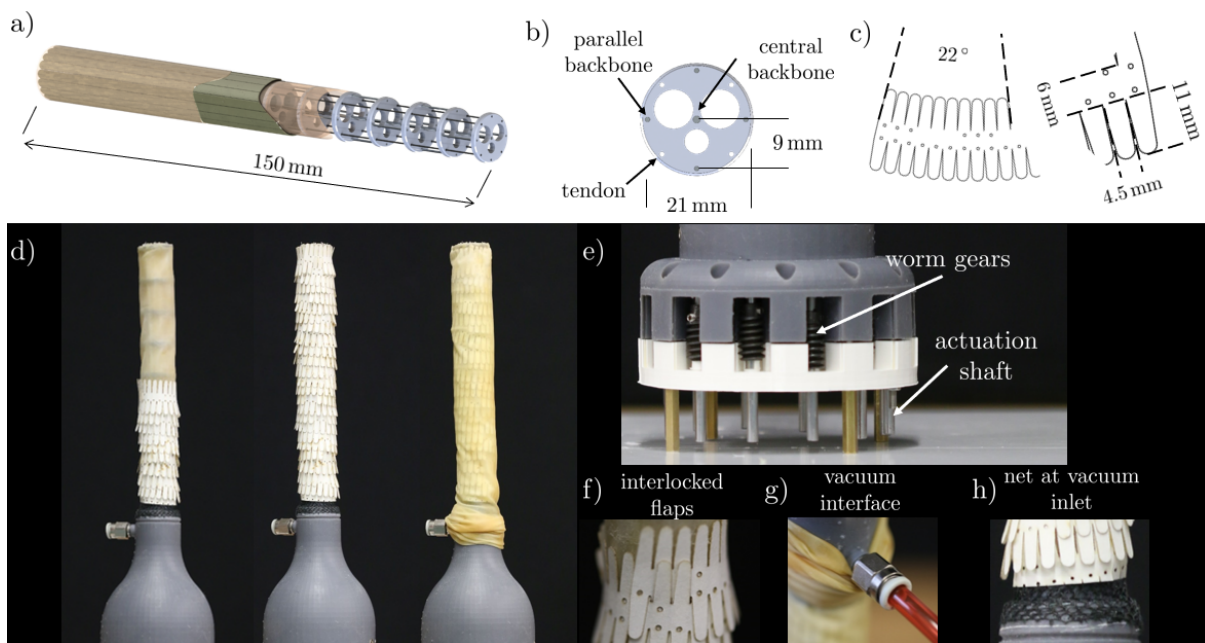 a)
150 mm
b)
parallel
backbone
central
backbone
tendon
9 mm
21 mm
c)
22°
6 mm
11 mm
4.5 mm
d)
e)
worm gears
actuation
shaft
f)
interlocked
flaps
g)
vacuum
interface
h)
net at vacuum
inlet